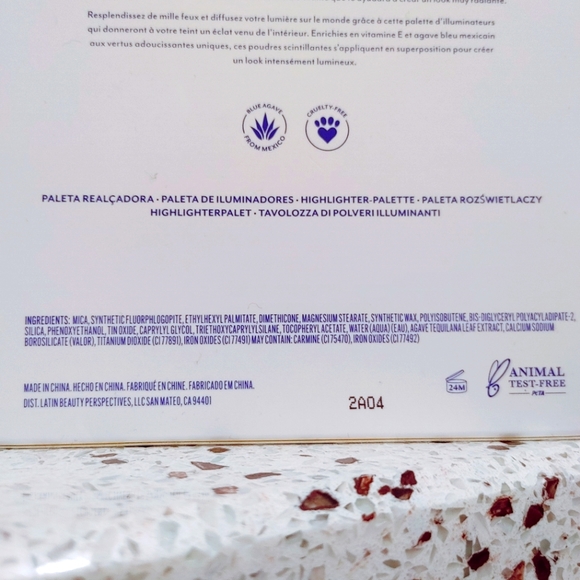 Resplendissez de mille feux et diffusez votre lumière sur le monde grâce à cette palette d'illuminateurs
qui donneront à votre teint un éclat venu de l'intérieur. Enrichies en vitamine E et agave bleu mexicain
aux vertus adoucissantes uniques, ces poudres scintillantes s'appliquent en superposition pour créer
un look intensément lumineux.
BLUE AGAVE
FROM MEXICO
CRUELTY-FREE
PALETA REALÇADORA · PALETA DE ILUMINADORES · HIGHLIGHTER-PALETTE · PALETA ROZŚWIETLACZY
HIGHLIGHTERPALET · TAVOLOZZA DI POLVERI ILLUMINANTI
INGREDIENTS: MICA, SYNTHETIC FLUORPHLOGOPITE, ETHYLHEXYL PALMITATE, DIMETHICONE, MAGNESIUM STEARATE, SYNTHETIC WAX, POLYISOBUTENE, BIS-DIGLYCERYL POLYACYLADIPATE-2,
SILICA, PHENOXYETHANOL, TIN OXIDE, CAPRYLYL GLYCOL, TRIETHOXYCAPRYLYLSILANE, TOCOPHERYL ACETATE, WATER (AQUA) (EAU), AGAVE TEQUILANA LEAF EXTRACT, CALCIUM SODIUM
BOROSILICATE (VALOR), TITANIUM DIOXIDE (CI 77891), IRON OXIDES (CI 77491) MAY CONTAIN: CARMINE (CI 75470), IRON OXIDES (CI 77492)
MADE IN CHINA. HECHO EN CHINA. FABRIQUÉ EN CHINE. FABRICADO EM CHINA.
DIST. LATIN BEAUTY PERSPECTIVES, LLC SAN MATEO, CA 94401
2A04
24M
ANIMAL
TEST-FREE
PETA